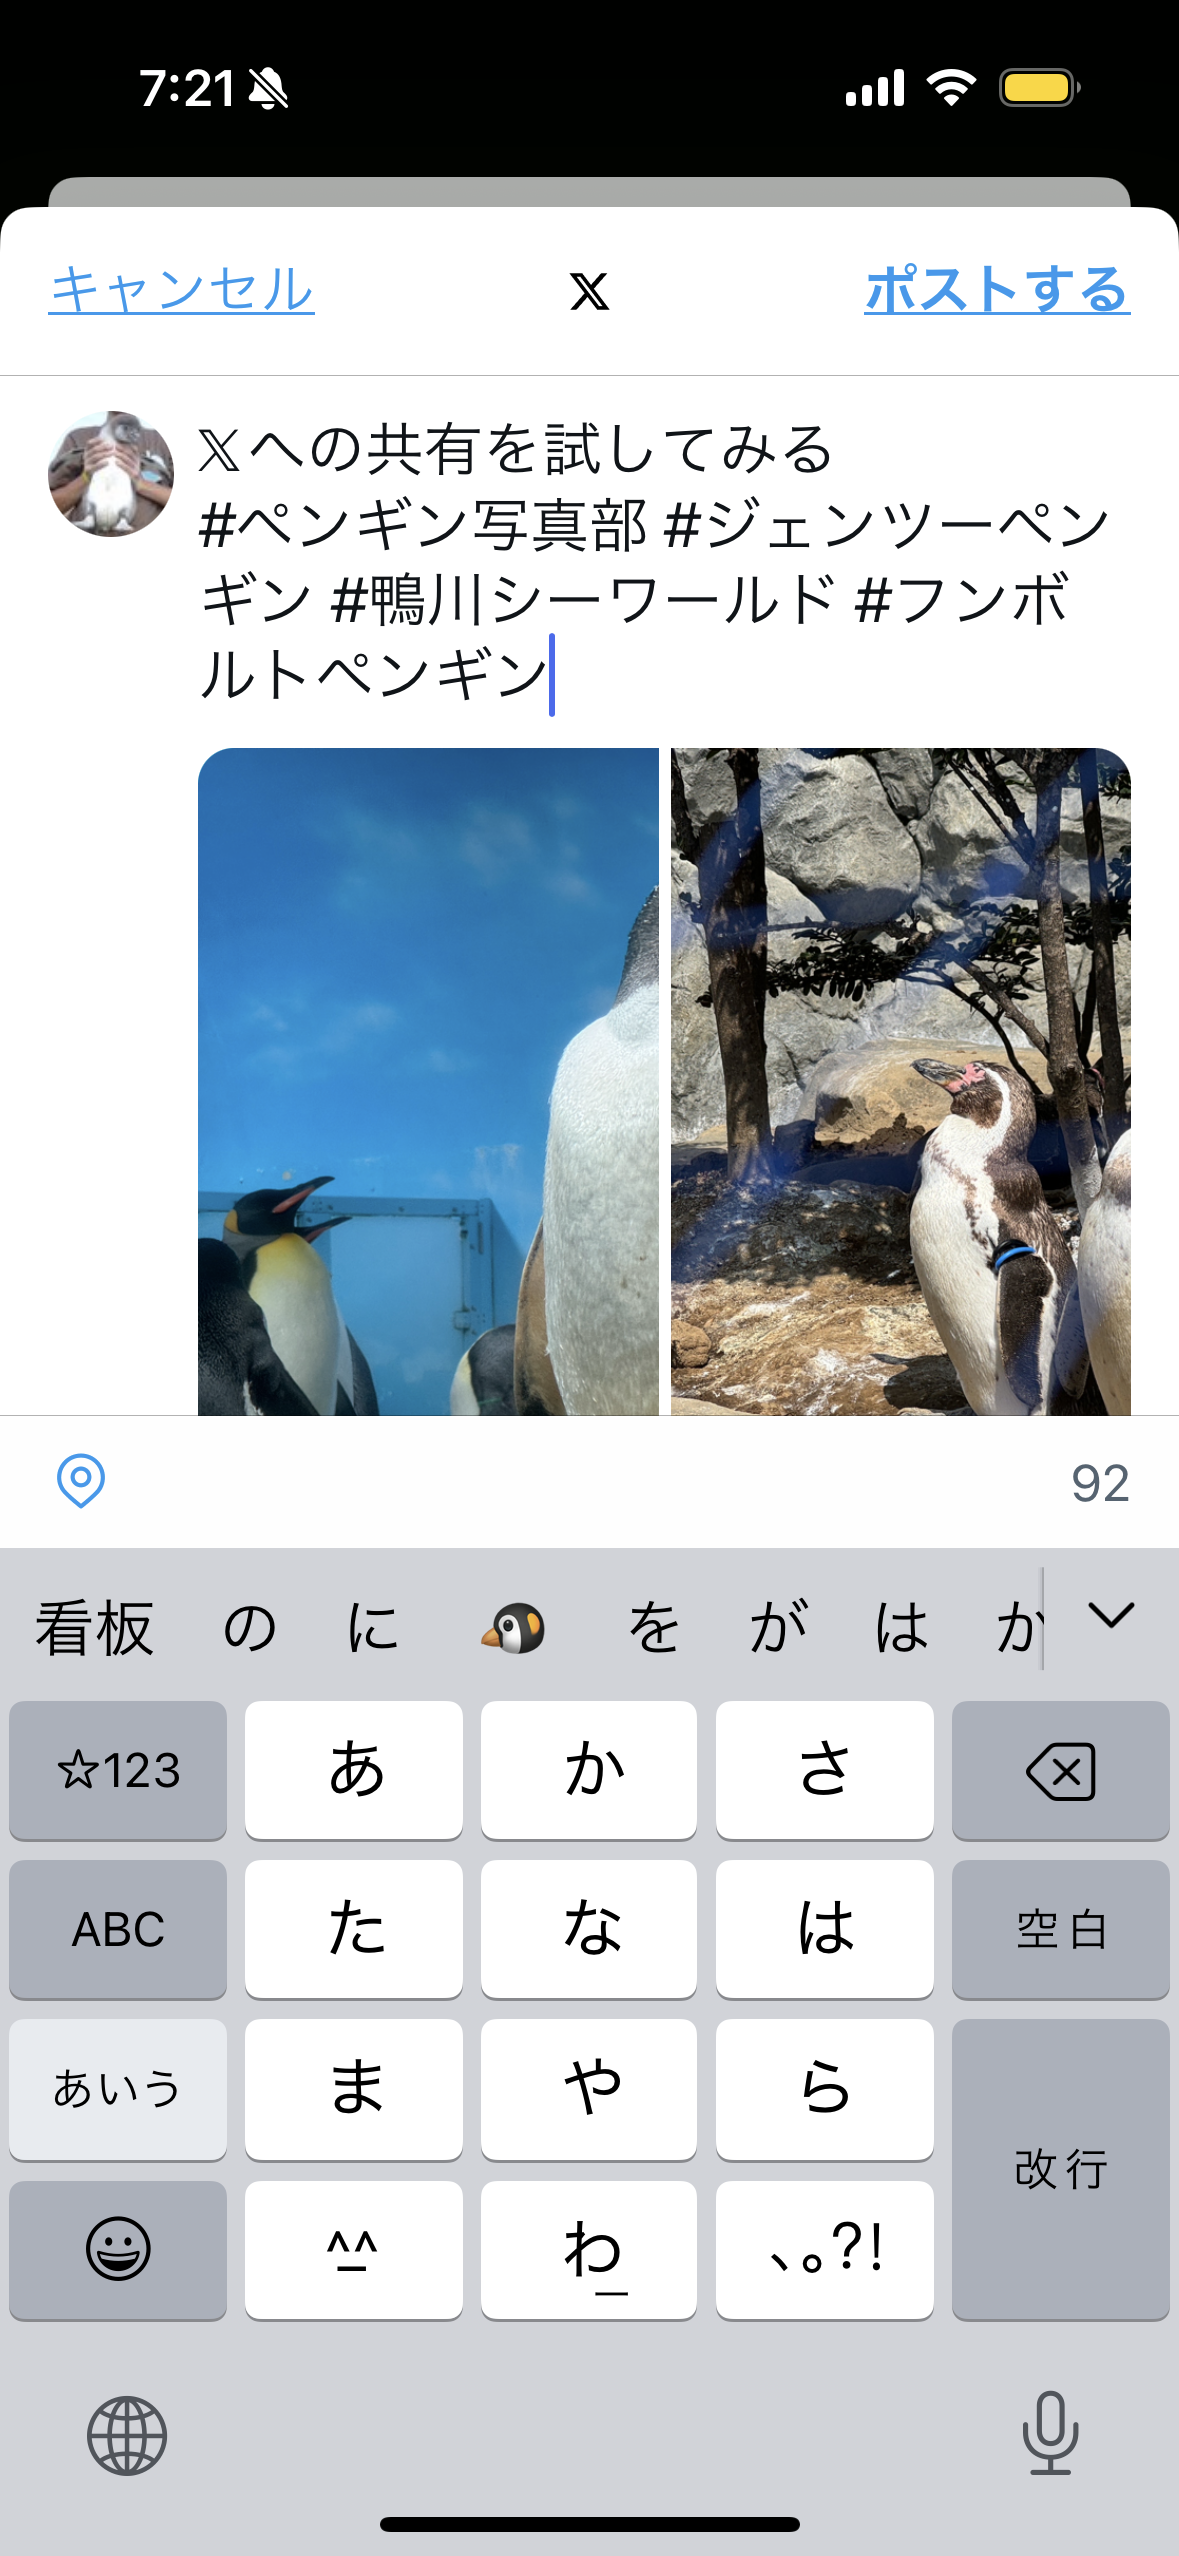 7:21
キャンセル
X
ポストする
𝕏への共有を試してみる
#ペンギン写真部 #ジェンツーペン
ギン #鴨川シーワールド #フンボ
ルトペンギン
92
看板 の に 🐧 を が は か
☆123 あ か さ
ABC た な は 空白
あいう ま や ら
改行
^_^ わ_ 、。?!